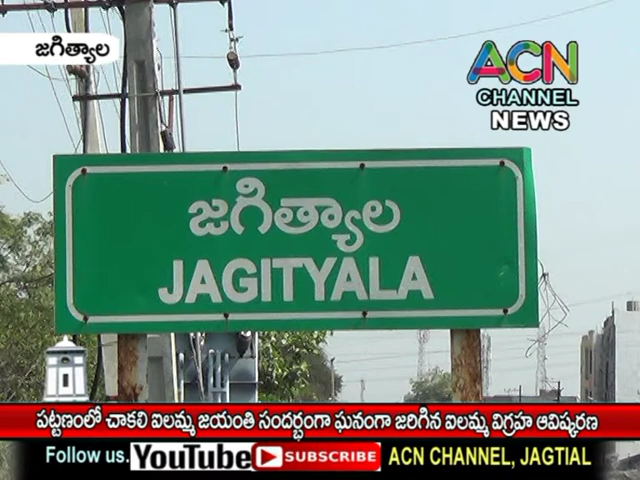 జగిత్యాల
ACN
CHANNEL
NEWS
జగిత్యాల
JAGITYALA
పట్టణంలో చాకలి ఐలమ్మ జయంతి సందర్భంగా ఘనంగా జరిగిన ఐలమ్మ విగ్రహ ఆవిష్కరణ
Follow us. YouTube SUBSCRIBE ACN CHANNEL, JAGTIAL